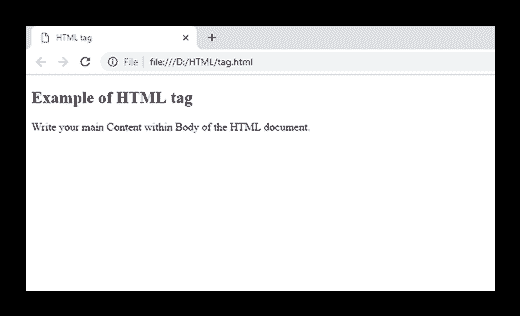 HTML tag
File file:///D:/HTML/tag.html
Example of HTML tag
Write your main Content within Body of the HTML document.